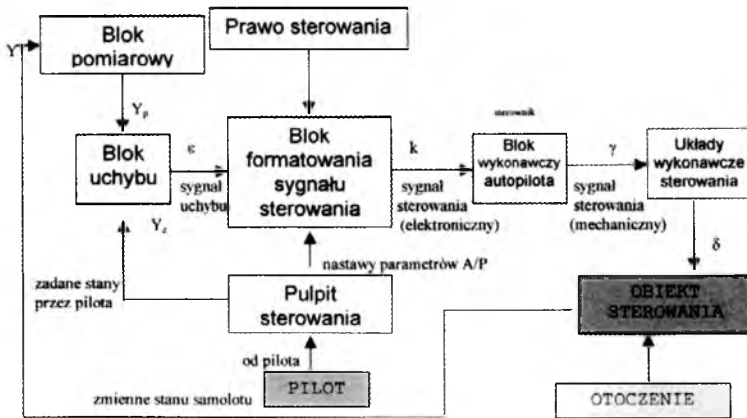 Prawo sterowania
Blok
pomiarowy
Y
Yp
sterownik
Blok
uchybu
ε
sygnał
uchybu
Blok
formatowania
sygnału
sterowania
k
sygnał
sterowania
(elektroniczny)
Blok
wykonawczy
autopilota
γ
sygnał
sterowania
(mechaniczny)
Układy
wykonawcze
sterowania
Yz
δ
nastawy parametrów A/P
zadane stany
przez pilota
Pulpit
sterowania
OBIEKT
STEROWANIA
od pilota
PILOT
zmienne stanu samolotu
OTOCZENIE